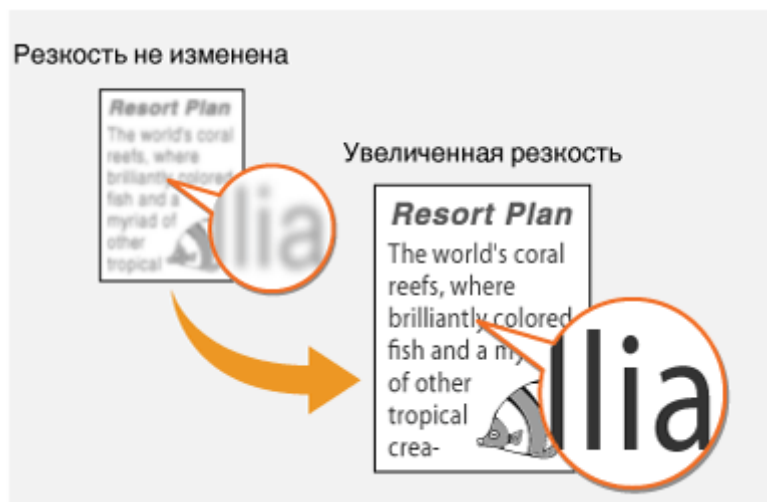 Резкость не изменена
Resort Plan
The world's coral
reefs, where
brilliantly colored
fish and a
myriad of
other
tropical
llia
Увеличенная резкость
Resort Plan
The world's coral
reefs, where
brilliantly colored
fish and a my
of other
tropical
crea-
llia